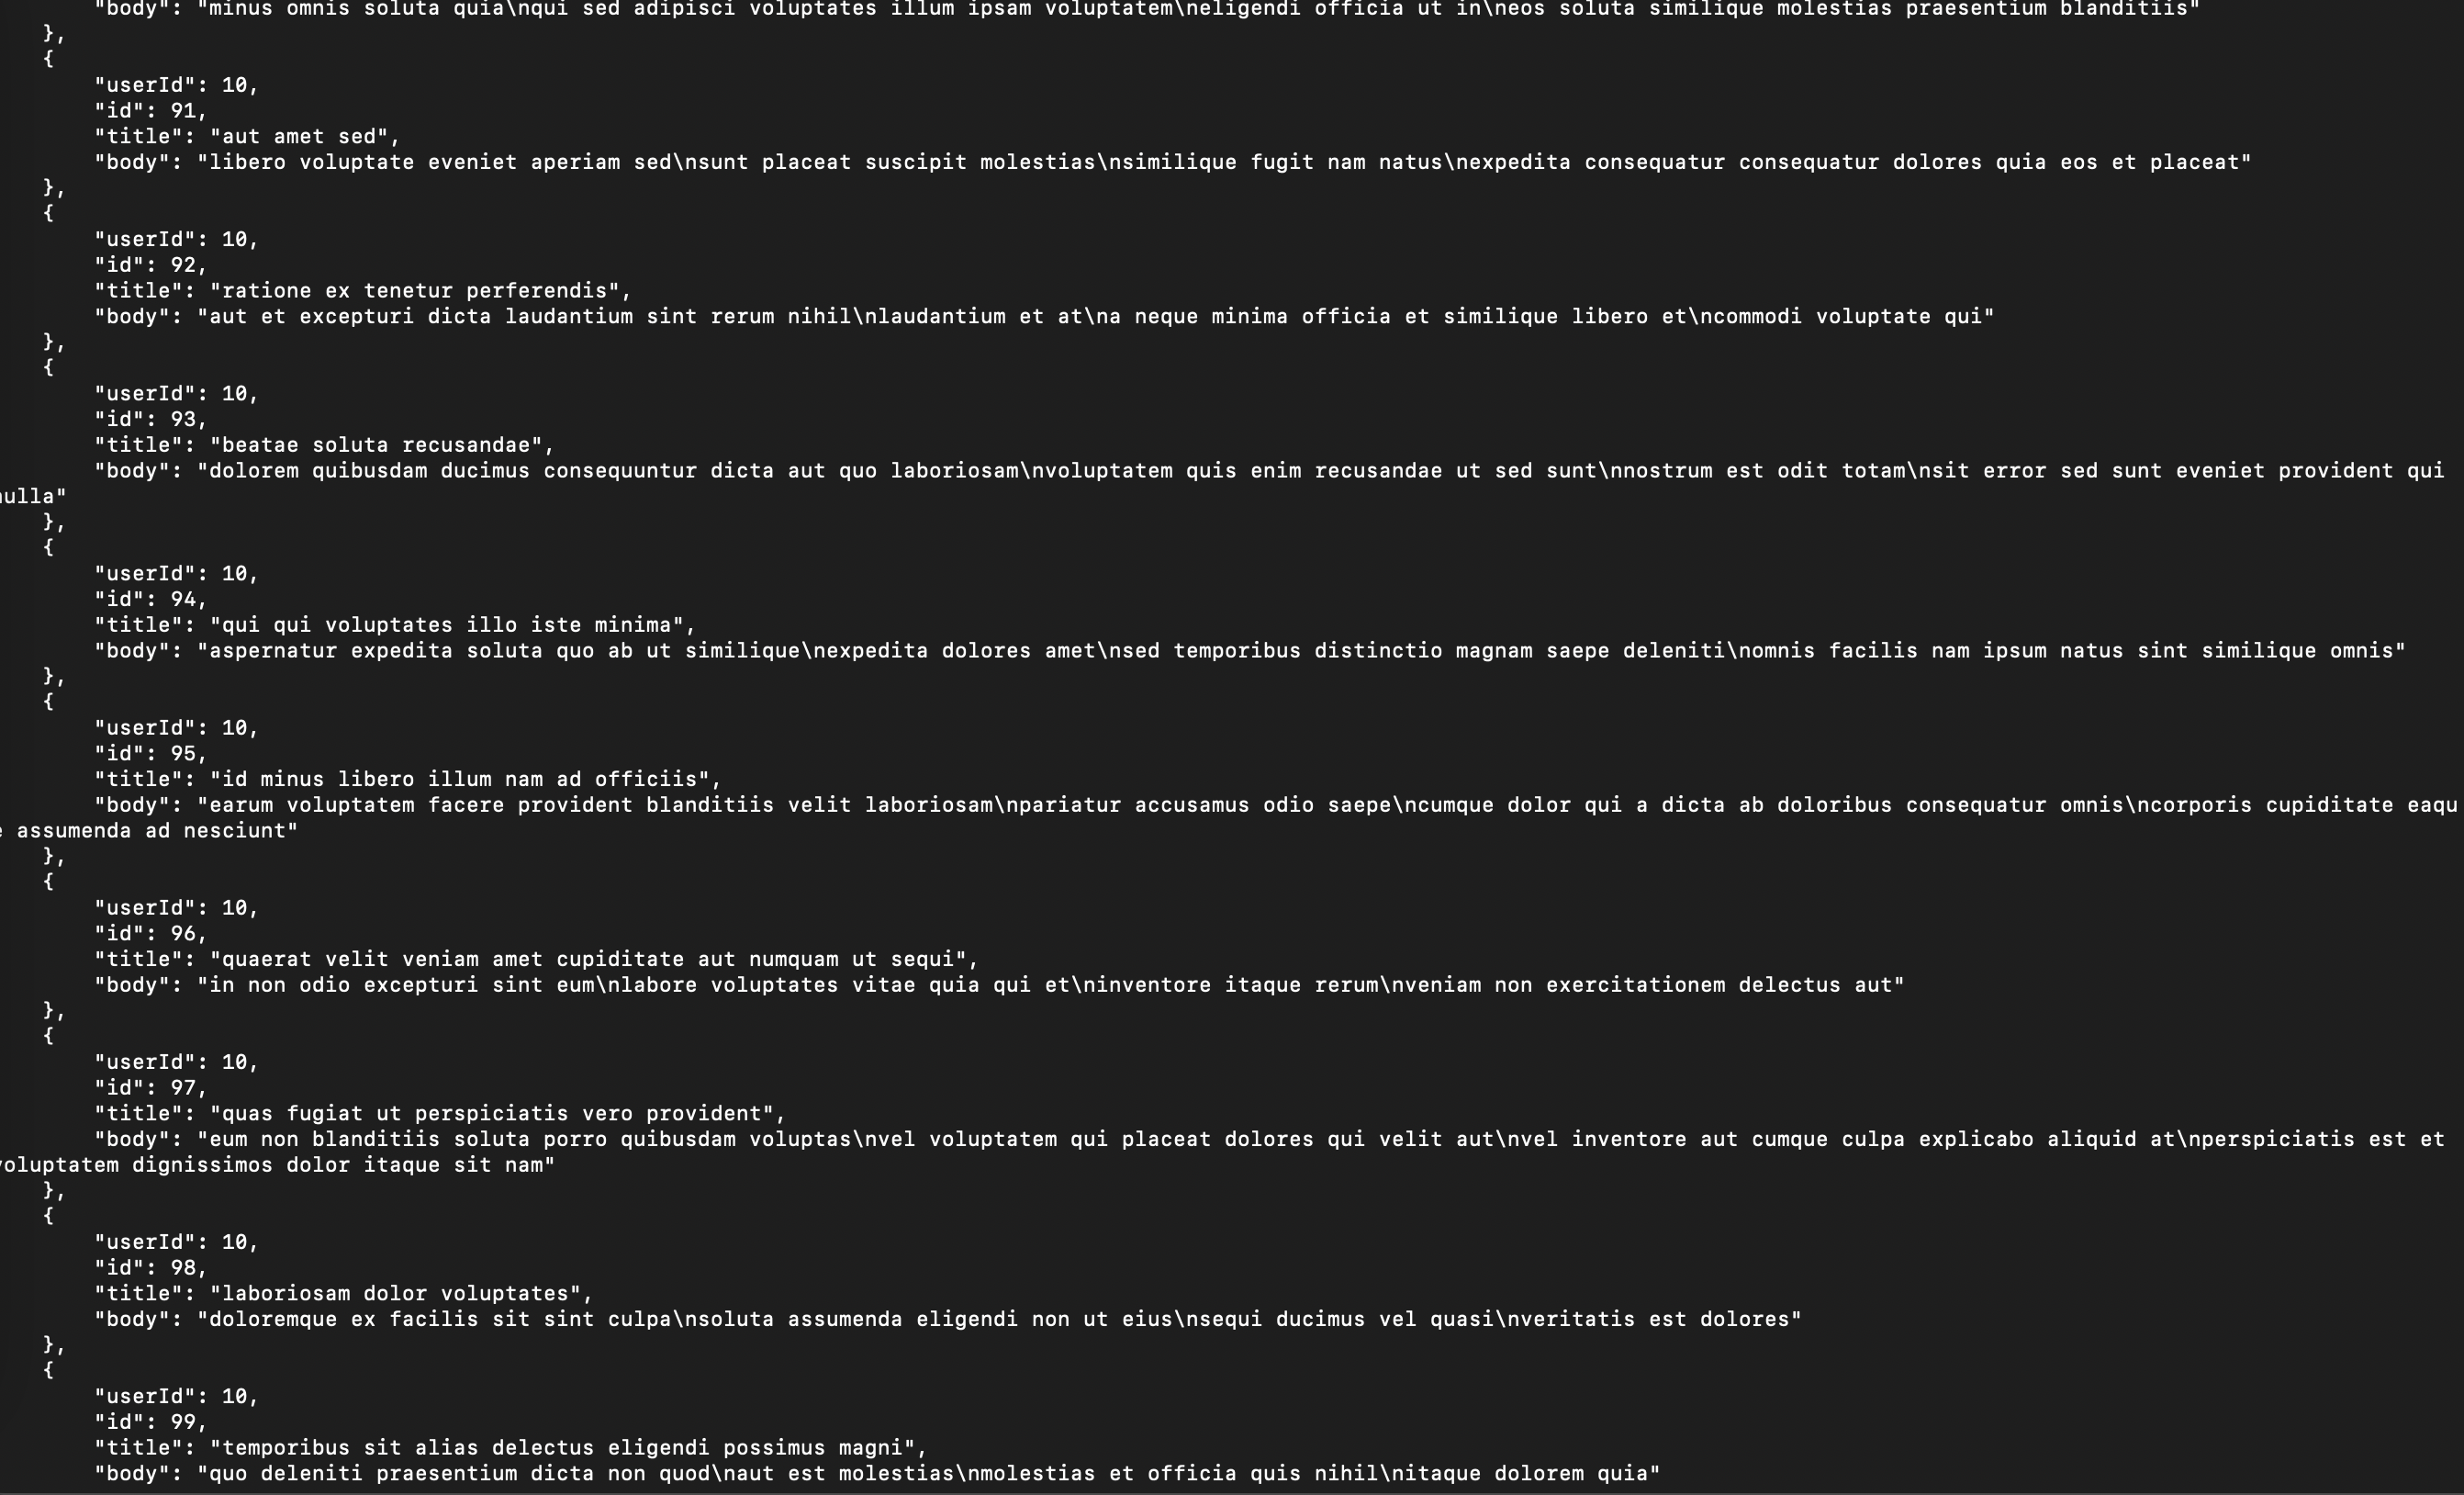 "body": "minus omnis soluta quia\nqui sed adipisci voluptates illum ipsam voluptatem\neligendi officia ut in\neos soluta similique molestias praesentium blanditiis"
},
{
"userId": 10,
"id": 91,
"title": "aut amet sed",
"body": "libero voluptate eveniet aperiam sed\nsunt placeat suscipit molestias\nsimilique fugit nam natus\nexpedita consequatur consequatur dolores quia eos et placeat"
},
{
"userId": 10,
"id": 92,
"title": "ratione ex tenetur perferendis",
"body": "aut et excepturi dicta laudantium sint rerum nihil\nlaudantium et at\na neque minima officia et similique libero et\ncommodi voluptate qui"
},
{
"userId": 10,
"id": 93,
"title": "beatae soluta recusandae",
"body": "dolorem quibusdam ducimus consequuntur dicta aut quo laboriosam\nvoluptatem quis enim recusandae ut sed sunt\nnostrum est odit totam\nsit error sed sunt eveniet provident qui
nulla"
},
{
"userId": 10,
"id": 94,
"title": "qui qui voluptates illo iste minima",
"body": "aspernatur expedita soluta quo ab ut similique\nexpedita dolores amet\nsed temporibus distinctio magnam saepe deleniti\nomnis facilis nam ipsum natus sint similique omnis"
},
{
"userId": 10,
"id": 95,
"title": "id minus libero illum nam ad officiis",
"body": "earum voluptatem facere provident blanditiis velit laboriosam\npariatur accusamus odio saepe\ncumque dolor qui a dicta ab doloribus consequatur omnis\ncorporis cupiditate eaqu
e assumenda ad nesciunt"
},
{
"userId": 10,
"id": 96,
"title": "quaerat velit veniam amet cupiditate aut numquam ut sequi",
"body": "in non odio excepturi sint eum\nlabore voluptates vitae quia qui et\ninventore itaque rerum\nveniam non exercitationem delectus aut"
},
{
"userId": 10,
"id": 97,
"title": "quas fugiat ut perspiciatis vero provident",
"body": "eum non blanditiis soluta porro quibusdam voluptas\nvel voluptatem qui placeat dolores qui velit aut\nvel inventore aut cumque culpa explicabo aliquid at\nperspiciatis est et
voluptatem dignissimos dolor itaque sit nam"
},
{
"userId": 10,
"id": 98,
"title": "laboriosam dolor voluptates",
"body": "doloremque ex facilis sit sint culpa\nsoluta assumenda eligendi non ut eius\nsequi ducimus vel quasi\nveritatis est dolores"
},
{
"userId": 10,
"id": 99,
"title": "temporibus sit alias delectus eligendi possimus magni",
"body": "quo deleniti praesentium dicta non quod\naut est molestias\nmolestias et officia quis nihil\nitaque dolorem quia"